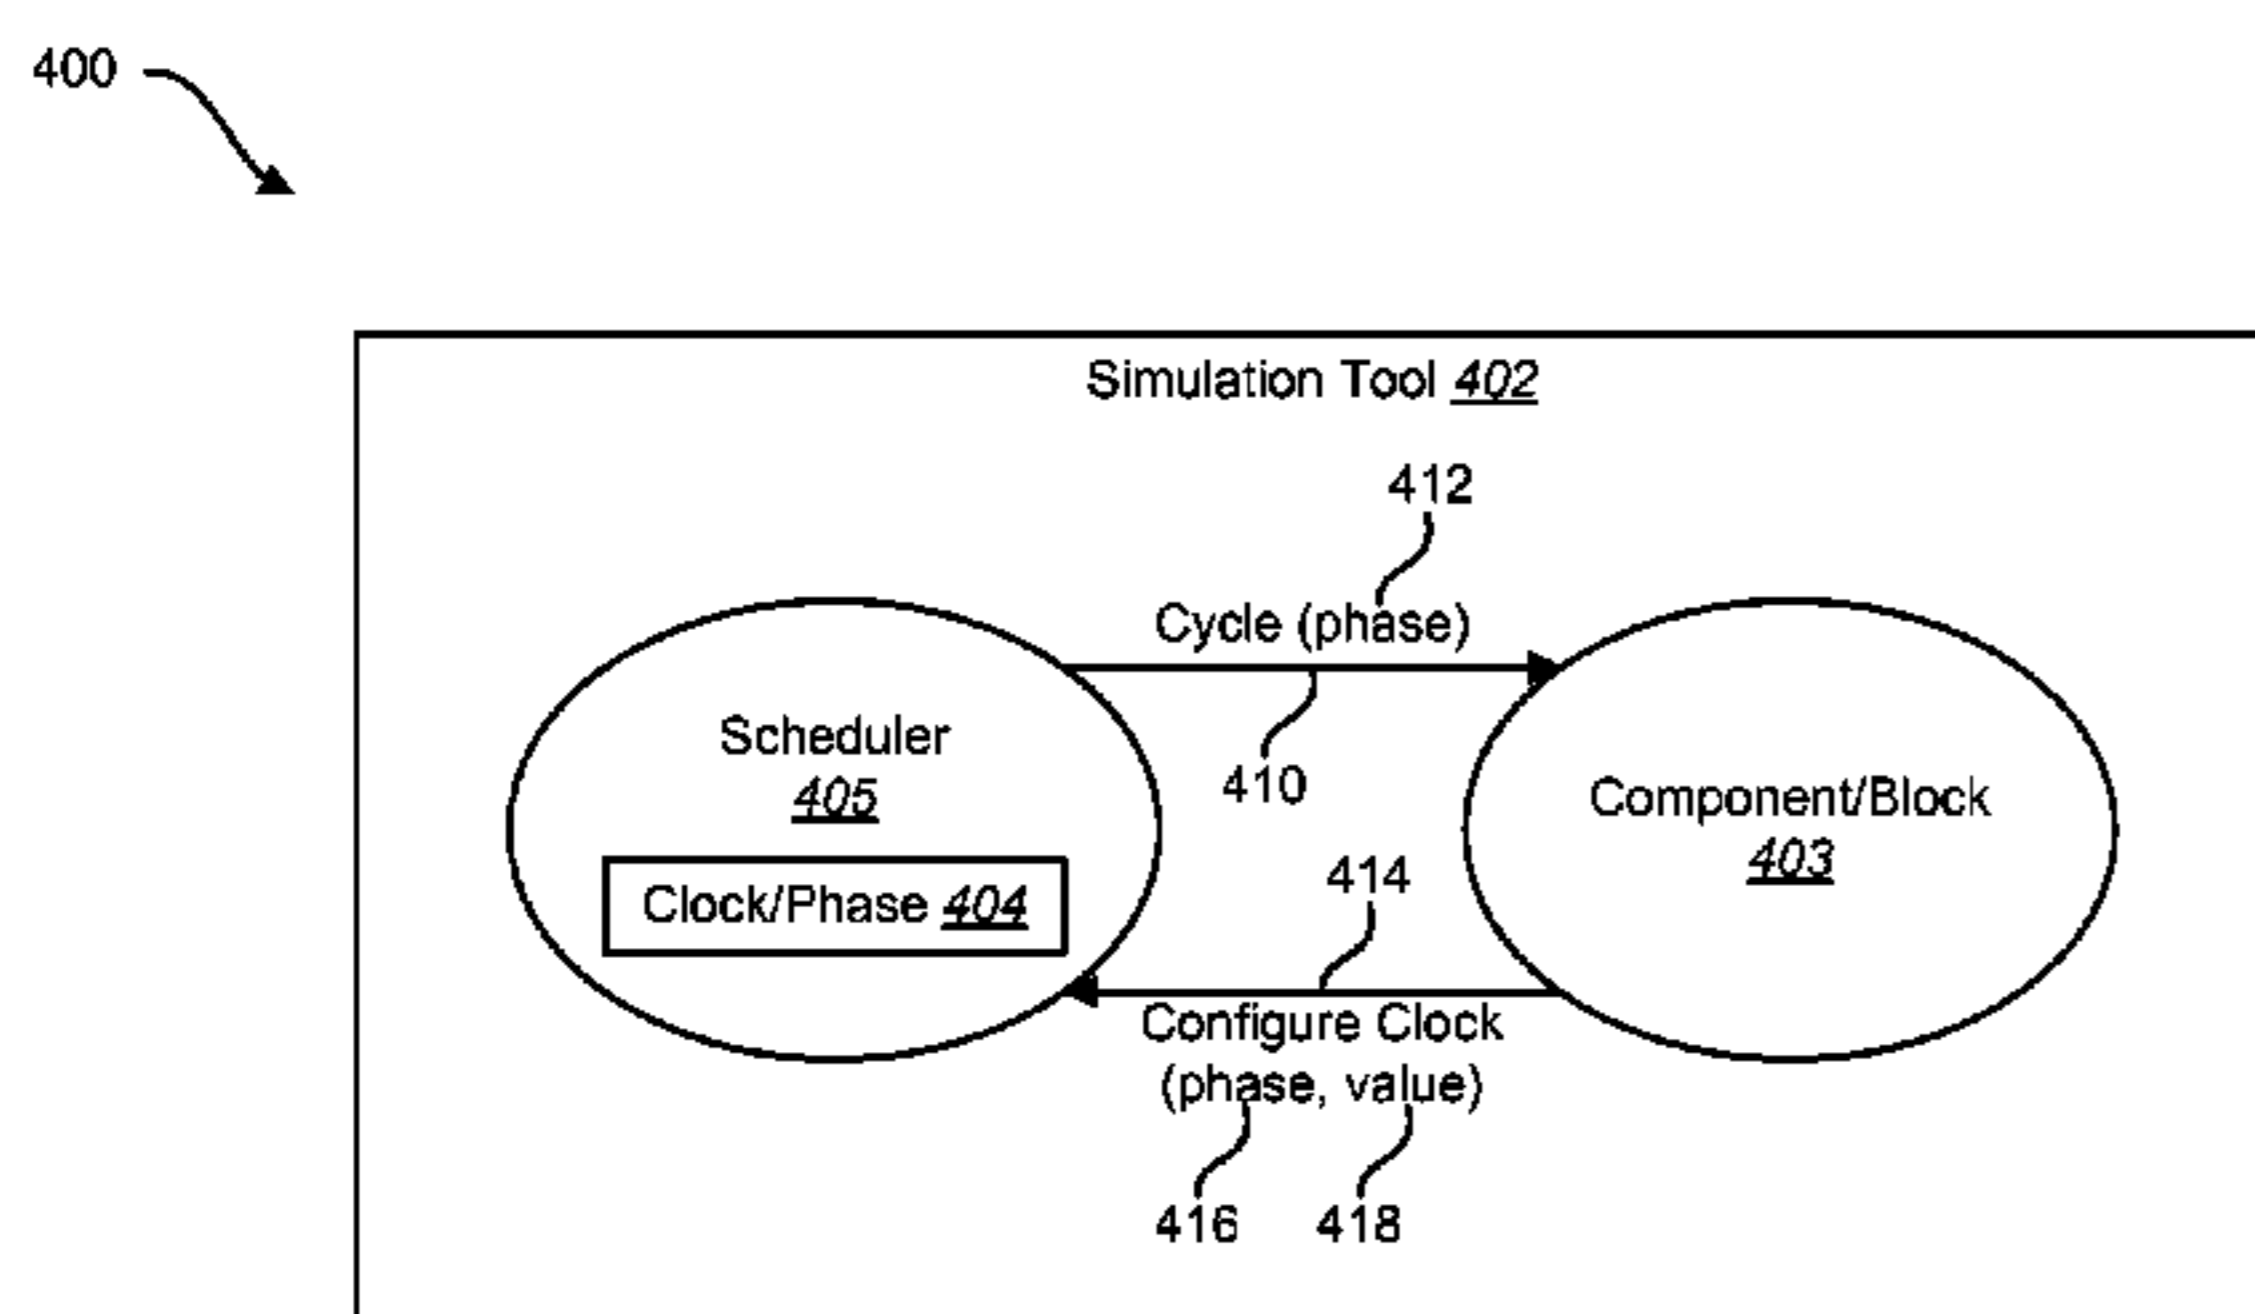 400
Simulation Tool 402
412
Cycle (phase)
410
Scheduler
405
Clock/Phase 404
Component/Block
403
414
Configure Clock
(phase, value)
416 418